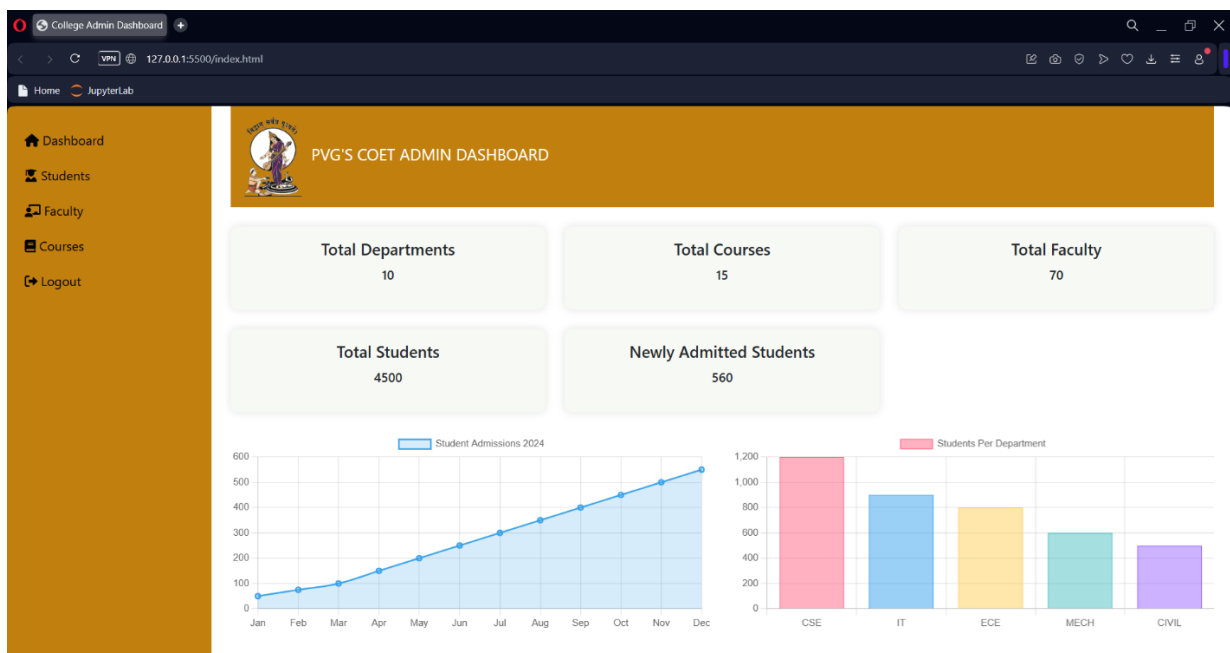 College Admin Dashboard
VPN 127.0.0.1:5500/index.html
Home JupyterLab
Dashboard
Students
Faculty
Courses
Logout
PVG'S COET ADMIN DASHBOARD
Total Departments
10
Total Courses
15
Total Faculty
70
Total Students
4500
Newly Admitted Students
560
Student Admissions 2024
600
500
400
300
200
100
0
Jan Feb Mar Apr May Jun Jul Aug Sep Oct Nov Dec
Students Per Department
1,200
1,000
800
600
400
200
0
CSE IT ECE MECH CIVIL